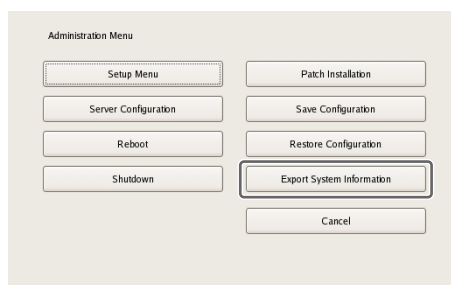 Administration Menu
Setup Menu
Patch Installation
Server Configuration
Save Configuration
Reboot
Restore Configuration
Shutdown
Export System Information
Cancel